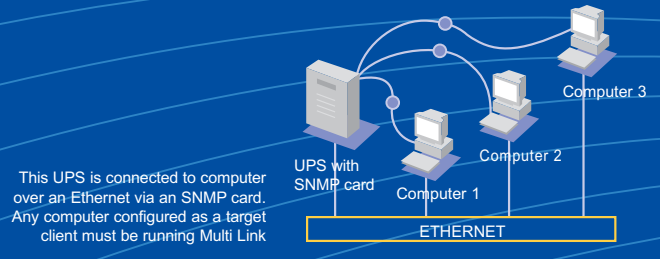 Computer 3
Computer 2
UPS with
SNMP card
Computer 1
This UPS is connected to computer
over an Ethernet via an SNMP card.
Any computer configured as a target
client must be running Multi Link
ETHERNET